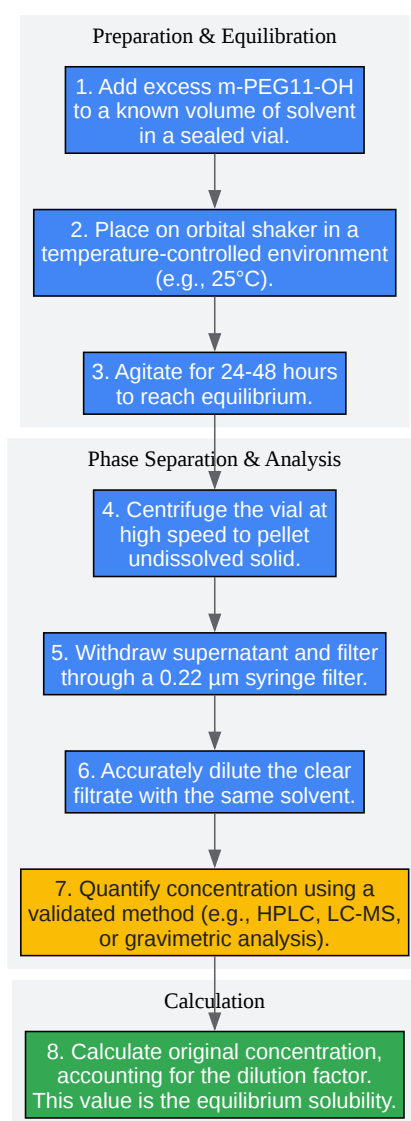 Preparation & Equilibration
1. Add excess m-PEG11-OH
to a known volume of solvent
in a sealed vial.
2. Place on orbital shaker in a
temperature-controlled environment
(e.g., 25°C).
3. Agitate for 24-48 hours
to reach equilibrium.
Phase Separation & Analysis
4. Centrifuge the vial at
high speed to pellet
undissolved solid.
5. Withdraw supernatant and filter
through a 0.22 µm syringe filter.
6. Accurately dilute the clear
filtrate with the same solvent.
7. Quantify concentration using a
validated method (e.g., HPLC, LC-MS,
or gravimetric analysis).
Calculation
8. Calculate original concentration,
accounting for the dilution factor.
This value is the equilibrium solubility.